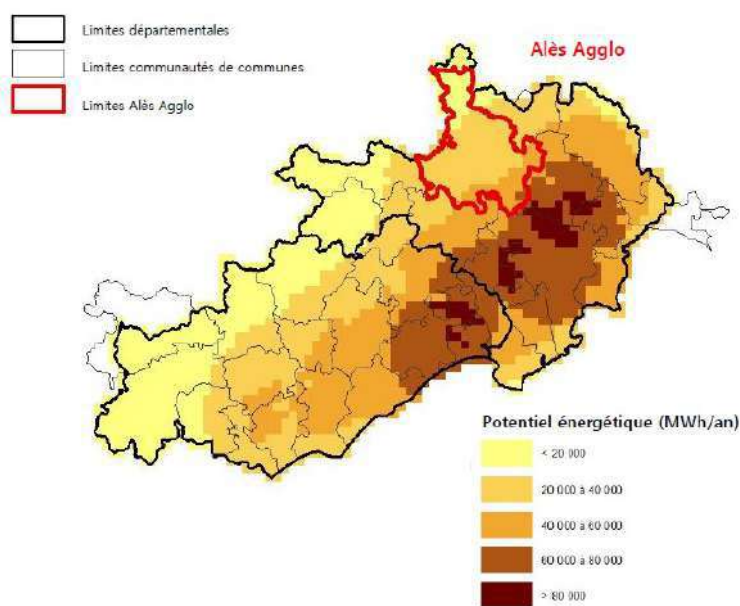 Limites départementales
Limites communautés de communes
Limites Alès Agglo
Alès Agglo
Potentiel énergétique (MWh/an)
< 20 000
20 000 à 40 000
40 000 à 60 000
60 000 à 80 000
> 80 000